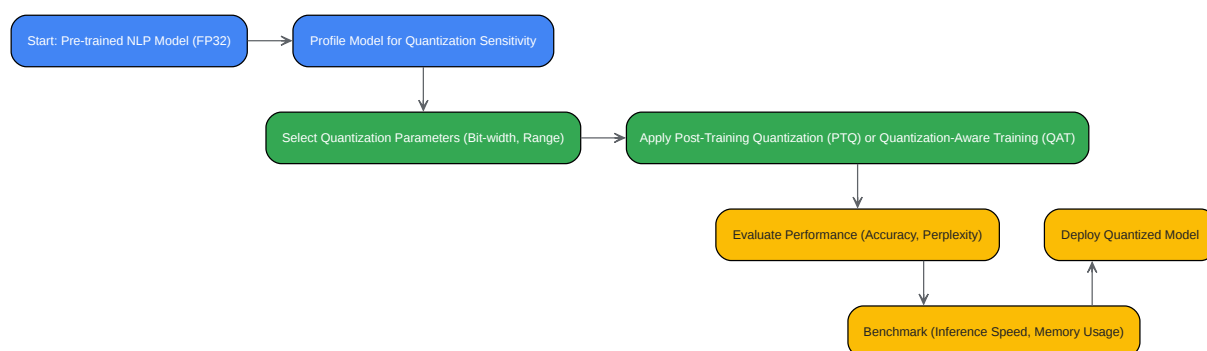 Start: Pre-trained NLP Model (FP32)
Profile Model for Quantization Sensitivity
Select Quantization Parameters (Bit-width, Range)
Apply Post-Training Quantization (PTQ) or Quantization-Aware Training (QAT)
Evaluate Performance (Accuracy, Perplexity)
Deploy Quantized Model
Benchmark (Inference Speed, Memory Usage)